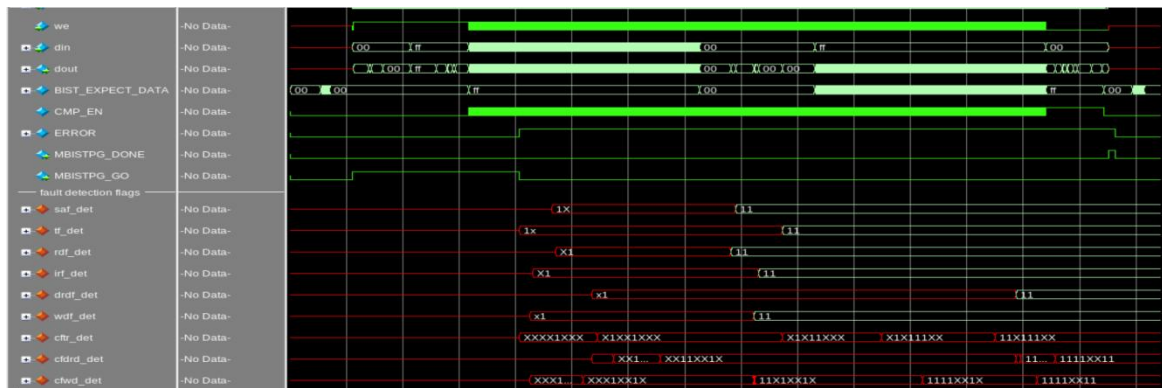 we -No Data-
din -No Data- 00 ff 00 ff 00
dout -No Data- 00 ff 00 00 00
BIST_EXPECT_DATA -No Data- 00 00 ff 00 ff 00
CMP_EN -No Data-
ERROR -No Data-
MBISTPG_DONE -No Data-
MBISTPG_GO -No Data-
fault detection flags
saf_det -No Data- 1X 11
tf_det -No Data- 1x 11
rdf_det -No Data- X1 11
irf_det -No Data- X1 11
drdf_det -No Data- x1 11
wdf_det -No Data- x1 11
cftr_det -No Data- XXXX1XXX X1XX1XXX X1X11XXX X1X111XX 11X111XX
cfdrd_det -No Data- XX1... XX11XX1X 11... 1111XX11
cfwd_det -No Data- XXX1... XXX1XX1X 11X1XX1X 1111XX1X 1111XX11